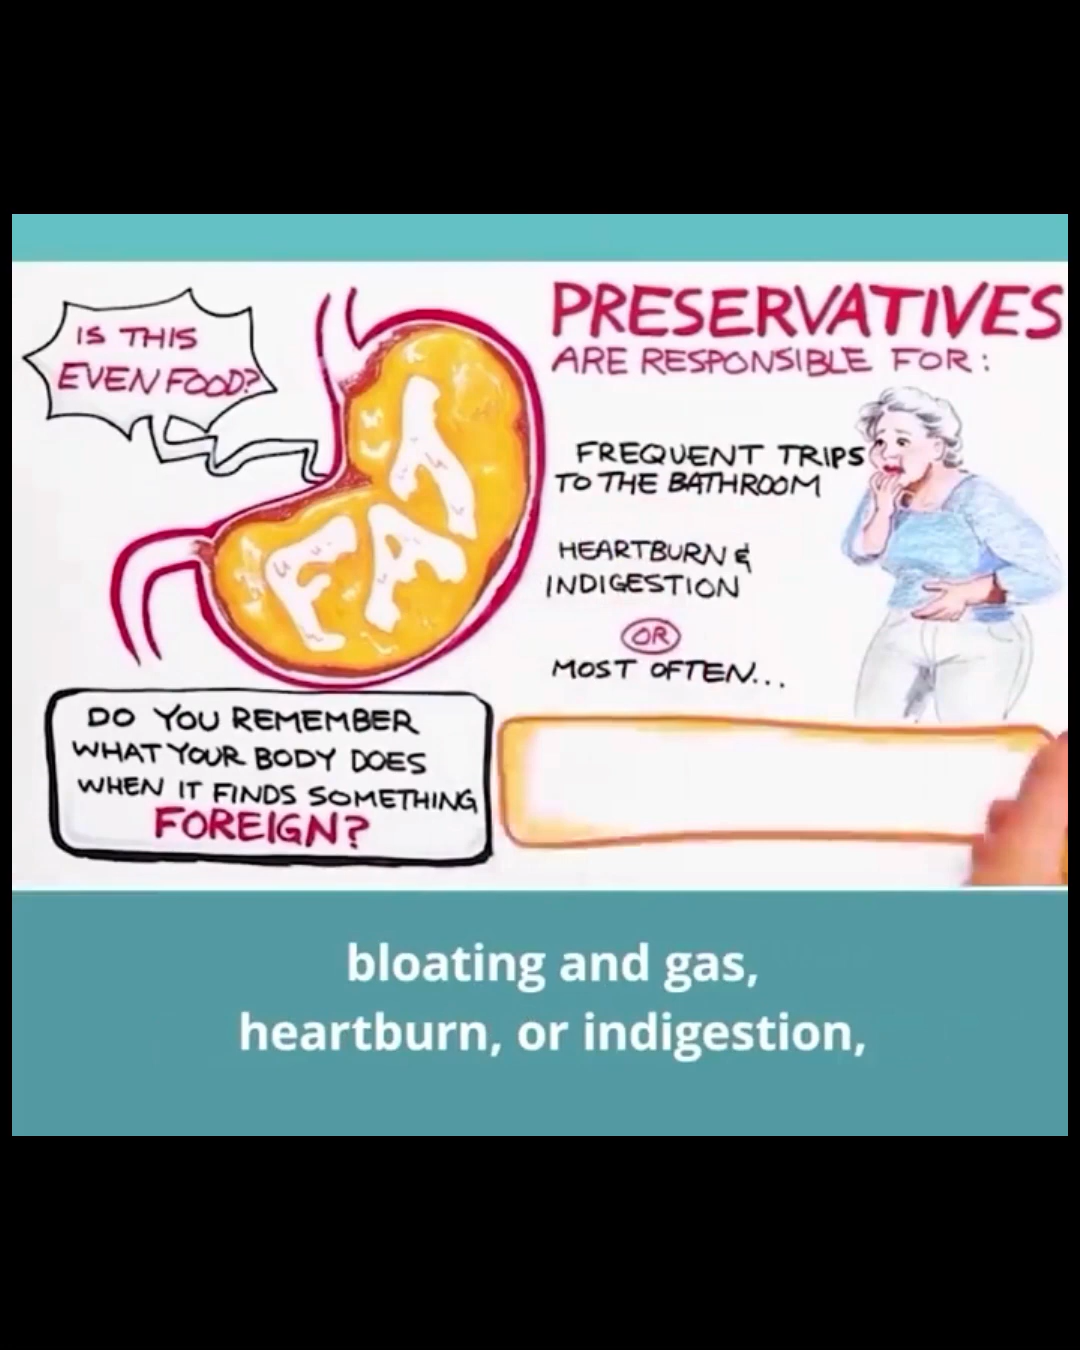 IS THIS
EVEN FOOD?
FAT
DO YOU REMEMBER
WHAT YOUR BODY DOES
WHEN IT FINDS SOMETHING
FOREIGN?
PRESERVATIVES
ARE RESPONSIBLE FOR:
FREQUENT TRIPS
TO THE BATHROOM
HEARTBURN &
INDIGESTION
OR
MOST OFTEN...
bloating and gas,
heartburn, or indigestion,